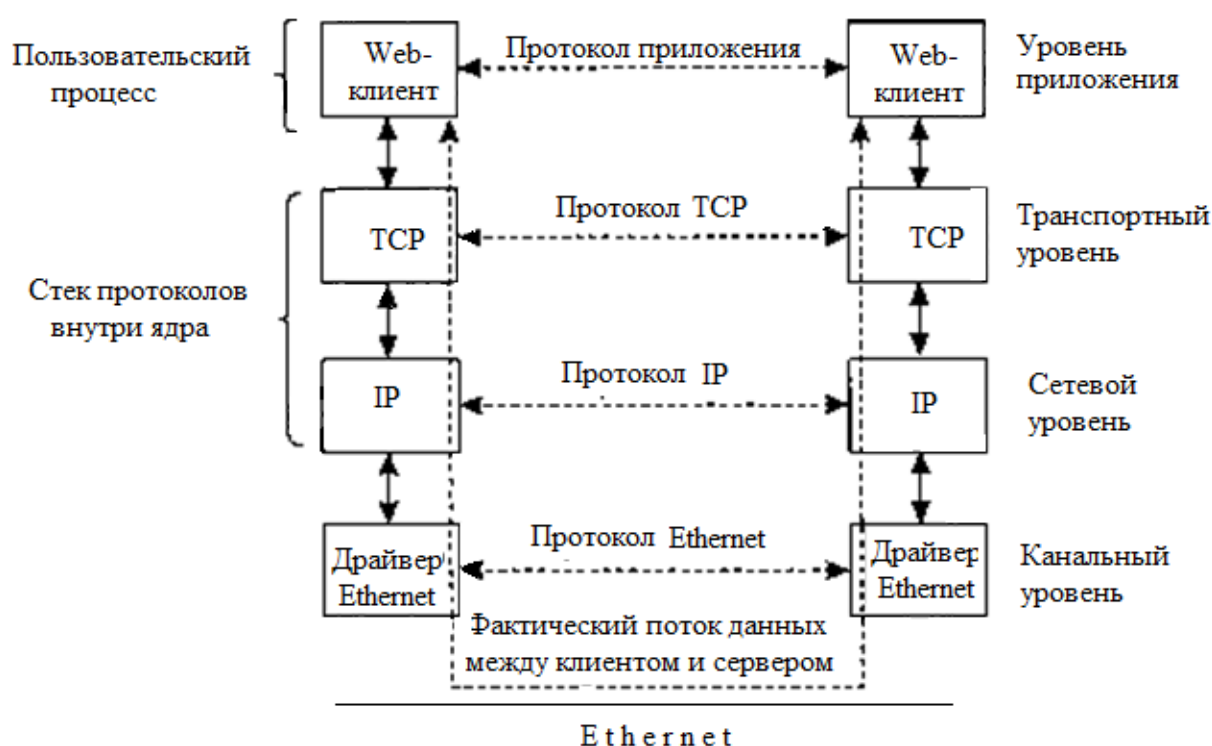 Пользовательский
процесс
Web-
клиент
Протокол приложения
Web-
клиент
Уровень
приложения
Стек протоколов
внутри ядра
TCP
Протокол TCP
TCP
Транспортный
уровень
IP
Протокол IP
IP
Сетевой
уровень
Драйвер
Ethernet
Протокол Ethernet
Драйвер
Ethernet
Канальный
уровень
Фактический поток данных
между клиентом и сервером
Ethernet